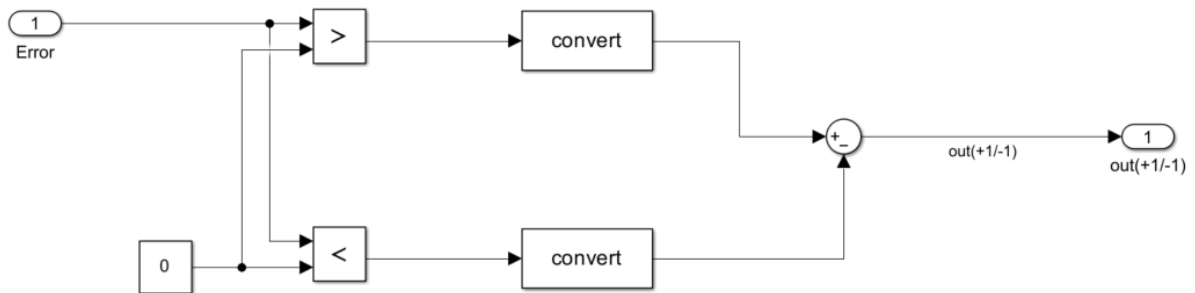 1
Error
>
convert
+
−
out(+1/-1)
1
out(+1/-1)
0
<
convert